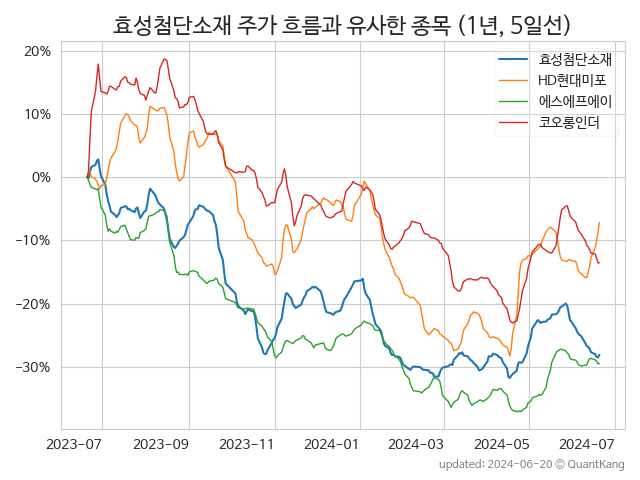 효성첨단소재 주가 흐름과 유사한 종목 (1년, 5일선)
효성첨단소재
HD현대미포
에스에프에이
코오롱인더
20%
10%
0%
−10%
−20%
−30%
2023-07
2023-09
2023-11
2024-01
2024-03
2024-05
2024-07
updated: 2024-06-20 © QuantKang